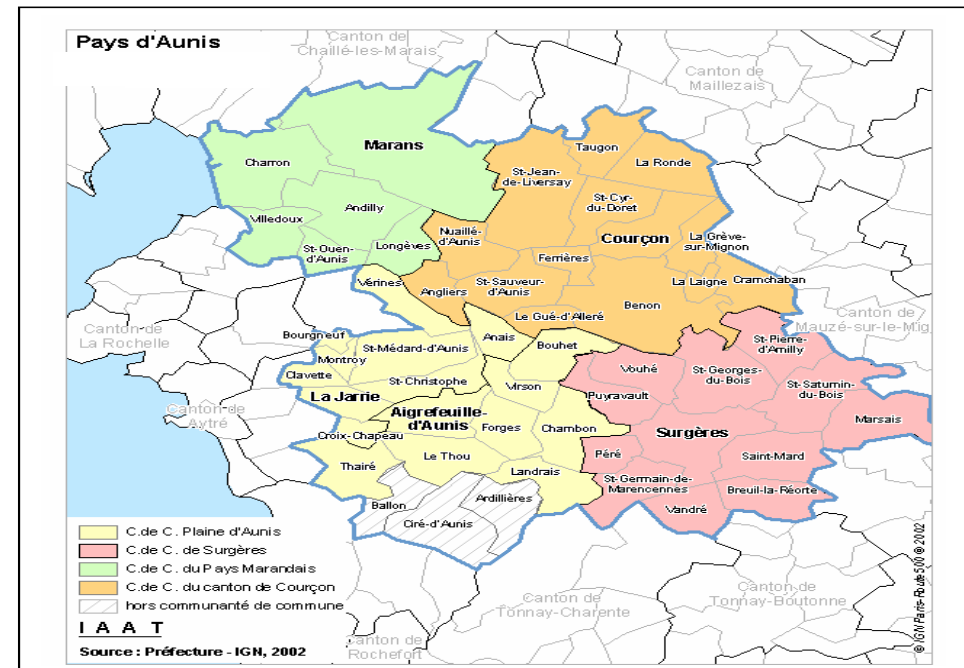 Pays d'Aunis
Canton de
Chaillé-les-Marais
Canton de
Maillezais
Marans
Charron
Taugon
La Ronde
St-Jean-
de-Liversay
Andilly
St-Cyr-
du-Doret
Villedoux
Nuaillé-
d'Aunis
Courçon
La Grève-
sur-Mignon
St-Ouen-
d'Aunis
Longèves
Ferrières
Vérines
Angliers
St-Sauveur-
d'Aunis
La Laigne
Cramchaban
Benon
Le Gué-d'Alleré
Canton de
La Rochelle
Bourgneuf
Anais
Bouhet
Canton de
Mauzé-sur-le-Mig
St-Pierre-
d'Amilly
Montroy
St-Médard-d'Aunis
Clavette
St-Christophe
Virson
Vouhé
St-Georges-
du-Bois
St-Saturnin-
du-Bois
La Jarrie
Puyravault
Canton de
Aytré
Aigrefeuille-
d'Aunis
Forges
Chambon
Surgères
Marsais
Croix-Chapeau
Le Thou
Péré
Saint-Mard
Thairé
Landrais
St-Germain-de-
Marencennes
Breuil-la-Réorte
Ballon
Ardillières
Vandré
Ciré-d'Aunis
C.de C. Plaine d'Aunis
C.de C. de Surgères
C.de C. du Pays Marandais
C.de C. du canton de Courçon
hors communanté de commune
Canton de
Tonnay-Charente
Canton de
Tonnay-Boutonne
Canton de
Rochefort
I A A T
Source : Préfecture - IGN, 2002
© IGN Paris-Route 500 ® 2002